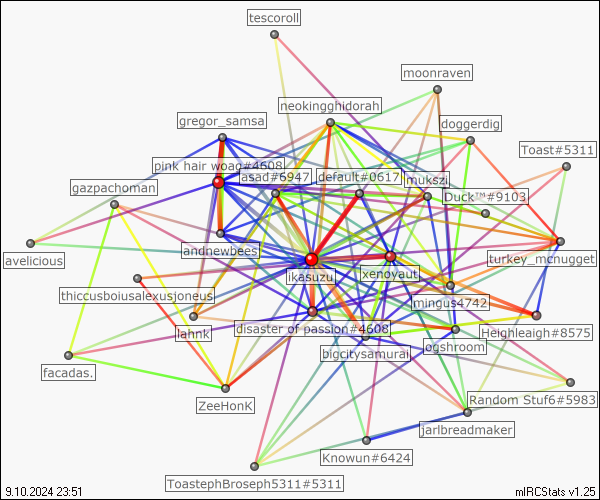 tescoroll
moonraven
neokingghidorah
gregor_samsa
doggerdig
Toast#5311
pink hair woag#4608
asad#6947
default#0617
mukszi
gazpachoman
Duck™#9103
andnewbees
avelicious
turkey_mcnugget
ikasuzu
xenoyaut
thiccusboiusalexusjoneus
mingus4742
lahnk
disaster of passion#4608
Heighleaigh#8575
bigcitysamurai
ogshroom
facadas.
ZeeHonK
Random Stuf6#5983
jarlbreadmaker
Knowun#6424
ToastephBroseph5311#5311
9.10.2024 23:51
mIRCStats v1.25